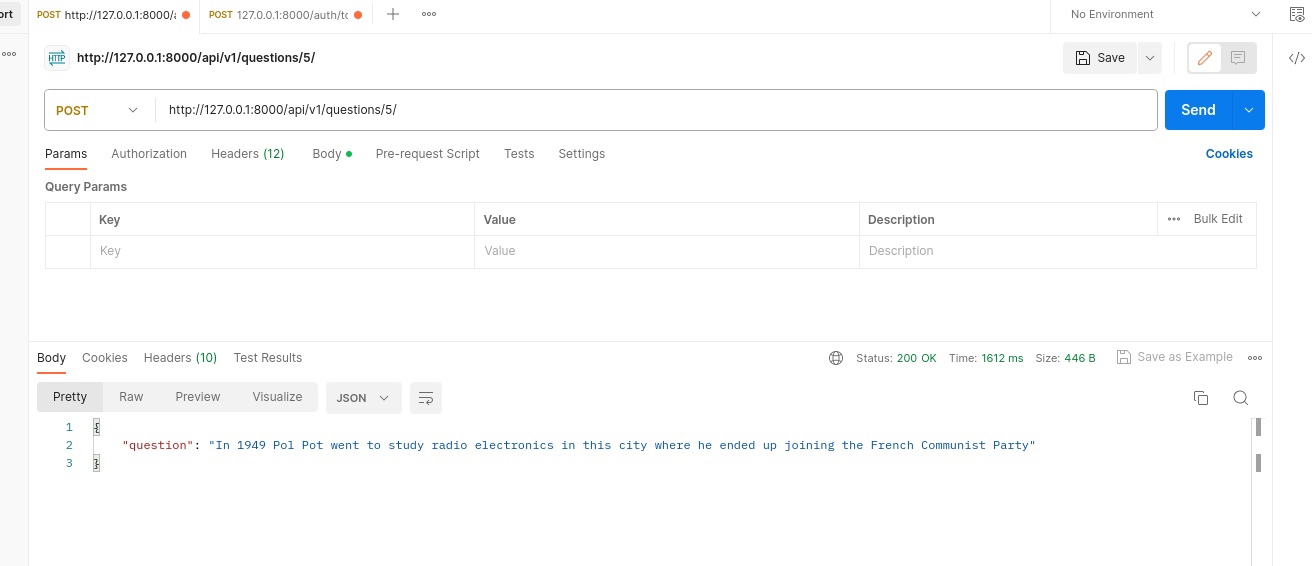 ort POST http://127.0.0.1:8000/a POST 127.0.0.1:8000/auth/to No Environment
HTTP http://127.0.0.1:8000/api/v1/questions/5/ Save
POST http://127.0.0.1:8000/api/v1/questions/5/ Send
Params Authorization Headers (12) Body Pre-request Script Tests Settings Cookies
Query Params
Key Value Description Bulk Edit
Key Value Description
Body Cookies Headers (10) Test Results Status: 200 OK Time: 1612 ms Size: 446 B Save as Example
Pretty Raw Preview Visualize JSON
1 {
2 "question": "In 1949 Pol Pot went to study radio electronics in this city where he ended up joining the French Communist Party"
3 }